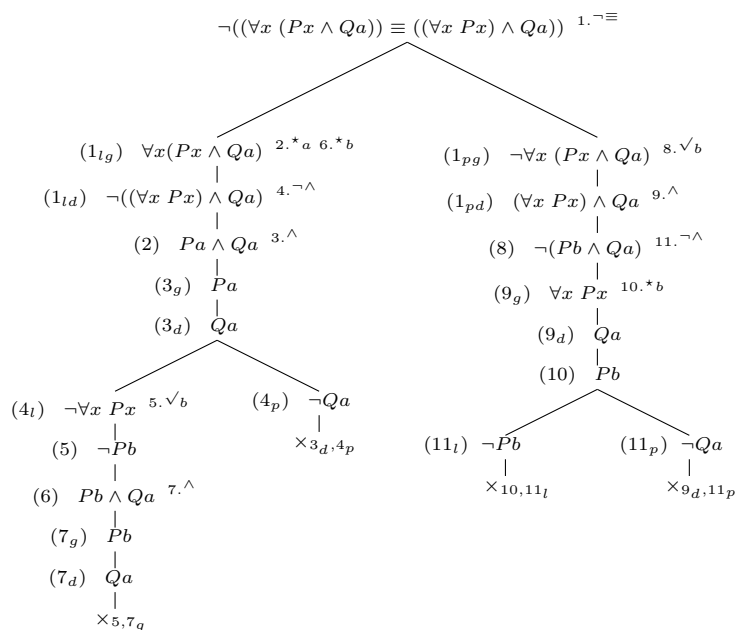 ¬((∀x (Px ∧ Qa)) ≡ ((∀x Px) ∧ Qa)) 1.¬≡
(1lg) ∀x(Px ∧ Qa) 2.⋆a 6.⋆b
(1ld) ¬((∀x Px) ∧ Qa) 4.¬∧
(2) Pa ∧ Qa 3.∧
(3g) Pa
(3d) Qa
(4l) ¬∀x Px 5.√b
(5) ¬Pb
(6) Pb ∧ Qa 7.∧
(7g) Pb
(7d) Qa
×5,7g
(4p) ¬Qa
×3d,4p
(1pg) ¬∀x (Px ∧ Qa) 8.√b
(1pd) (∀x Px) ∧ Qa 9.∧
(8) ¬(Pb ∧ Qa) 11.¬∧
(9g) ∀x Px 10.⋆b
(9d) Qa
(10) Pb
(11l) ¬Pb
×10,11l
(11p) ¬Qa
×9d,11p